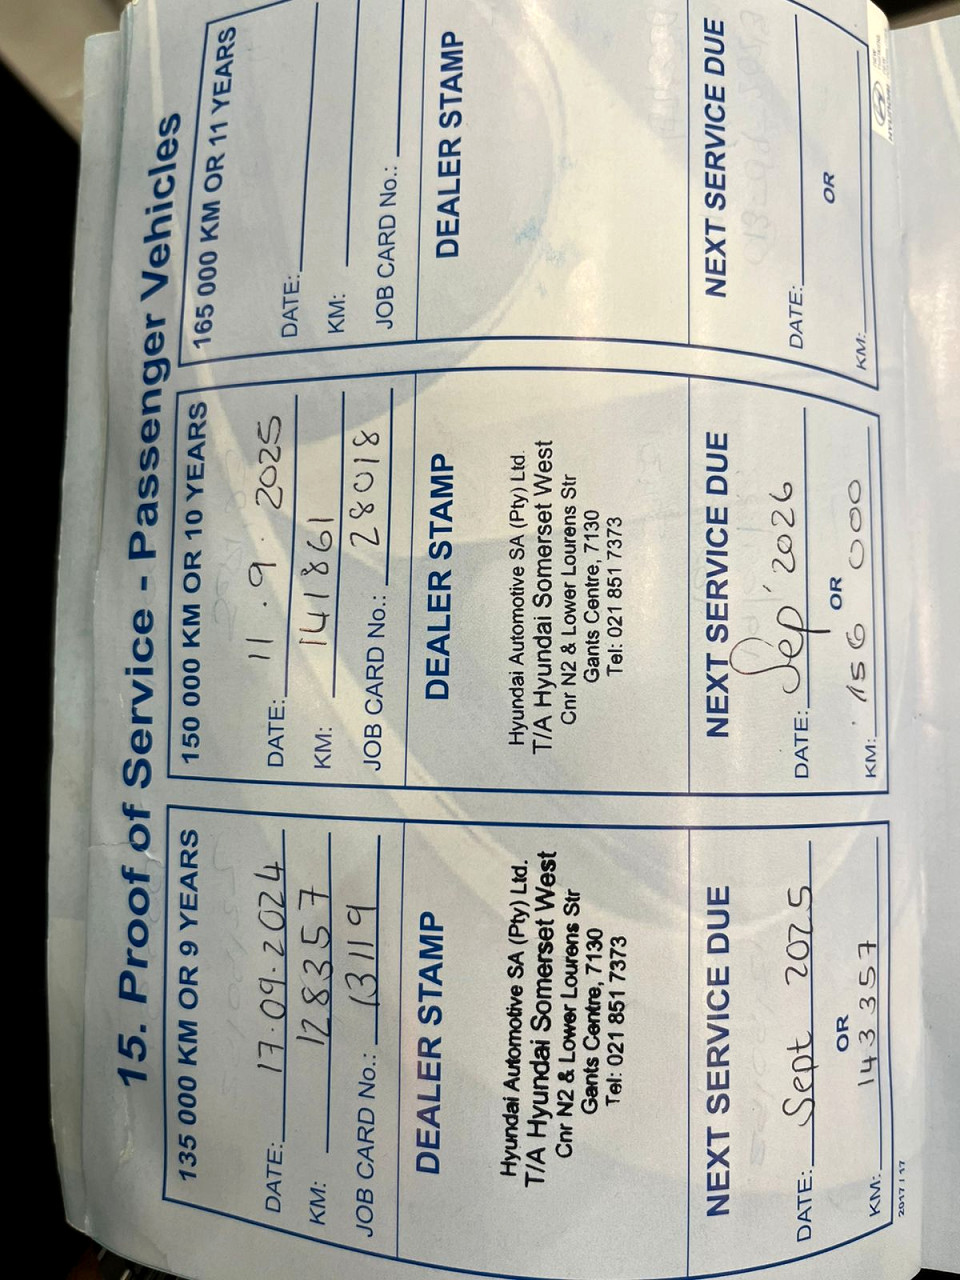 15. Proof of Service - Passenger Vehicles
135 000 KM OR 9 YEARS
DATE: 17.09.2024
KM: 128357
JOB CARD No.: 13119
DEALER STAMP
Hyundai Automotive SA (Pty) Ltd.
T/A Hyundai Somerset West
Cnr N2 & Lower Lourens Str
Gants Centre, 7130
Tel: 021 851 7373
NEXT SERVICE DUE
DATE: Sept 2025
OR
KM: 143357
150 000 KM OR 10 YEARS
DATE: 11.9.2025
KM: 141861
JOB CARD No.: 28018
DEALER STAMP
Hyundai Automotive SA (Pty) Ltd.
T/A Hyundai Somerset West
Cnr N2 & Lower Lourens Str
Gants Centre, 7130
Tel: 021 851 7373
NEXT SERVICE DUE
DATE: Sep' 2026
OR
KM: 156 000
165 000 KM OR 11 YEARS
DATE:
KM:
JOB CARD No.:
DEALER STAMP
NEXT SERVICE DUE
DATE:
OR
KM:
2017 / 17
HYUNDAI